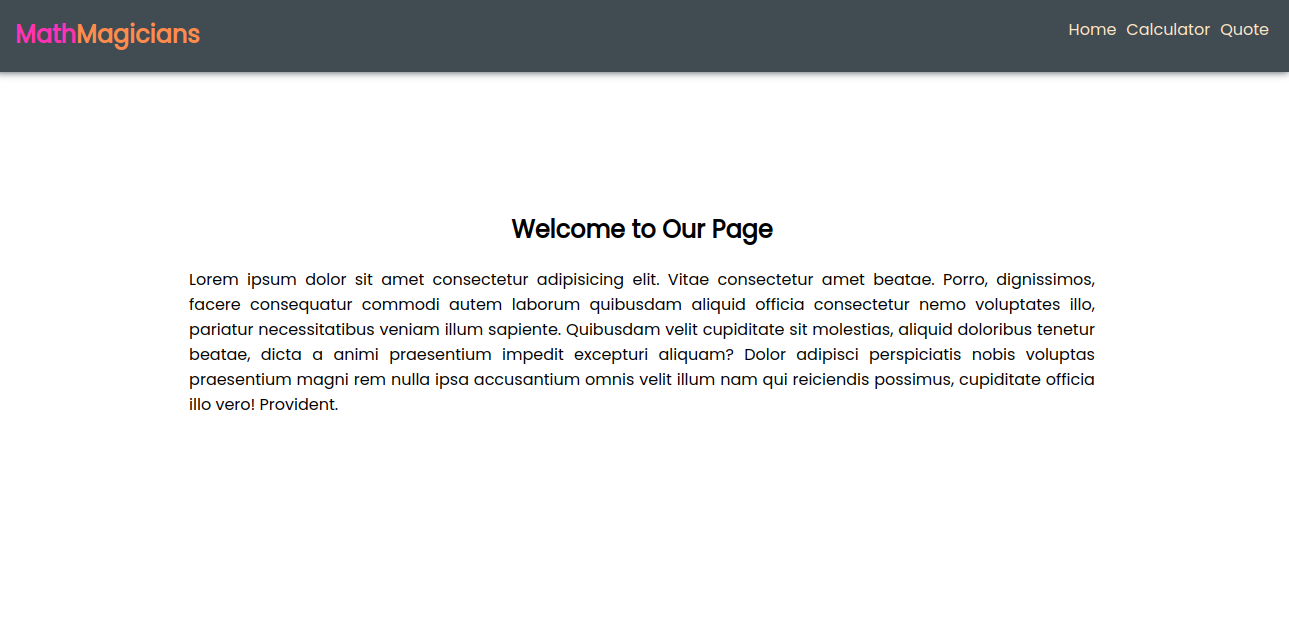 MathMagicians
Home Calculator Quote
Welcome to Our Page
Lorem ipsum dolor sit amet consectetur adipisicing elit. Vitae consectetur amet beatae. Porro, dignissimos,
facere consequatur commodi autem laborum quibusdam aliquid officia consectetur nemo voluptates illo,
pariatur necessitatibus veniam illum sapiente. Quibusdam velit cupiditate sit molestias, aliquid doloribus tenetur
beatae, dicta a animi praesentium impedit excepturi aliquam? Dolor adipisci perspiciatis nobis voluptas
praesentium magni rem nulla ipsa accusantium omnis velit illum nam qui reiciendis possimus, cupiditate officia
illo vero! Provident.